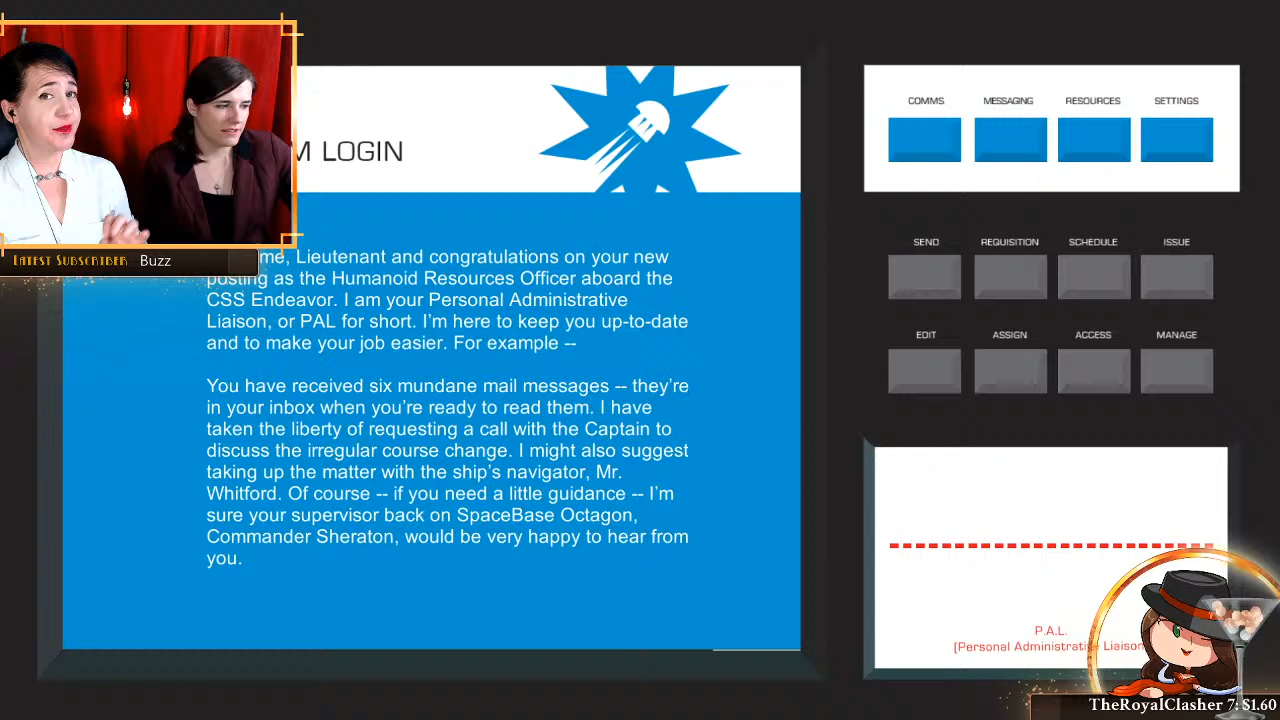 M LOGIN
me, Lieutenant and congratulations on your new
posting as the Humanoid Resources Officer aboard the
CSS Endeavor. I am your Personal Administrative
Liaison, or PAL for short. I'm here to keep you up-to-date
and to make your job easier. For example --
You have received six mundane mail messages -- they're
in your inbox when you're ready to read them. I have
taken the liberty of requesting a call with the Captain to
discuss the irregular course change. I might also suggest
taking up the matter with the ship's navigator, Mr.
Whitford. Of course -- if you need a little guidance -- I'm
sure your supervisor back on SpaceBase Octagon,
Commander Sheraton, would be very happy to hear from
you.
LATEST SUBSCRIBER Buzz
COMMS MESSAGING RESOURCES SETTINGS
SEND REQUISITION SCHEDULE ISSUE
EDIT ASSIGN ACCESS MANAGE
P.A.L.
(Personal Administrative Liaison
TheRoyalClasher 7: $1.60